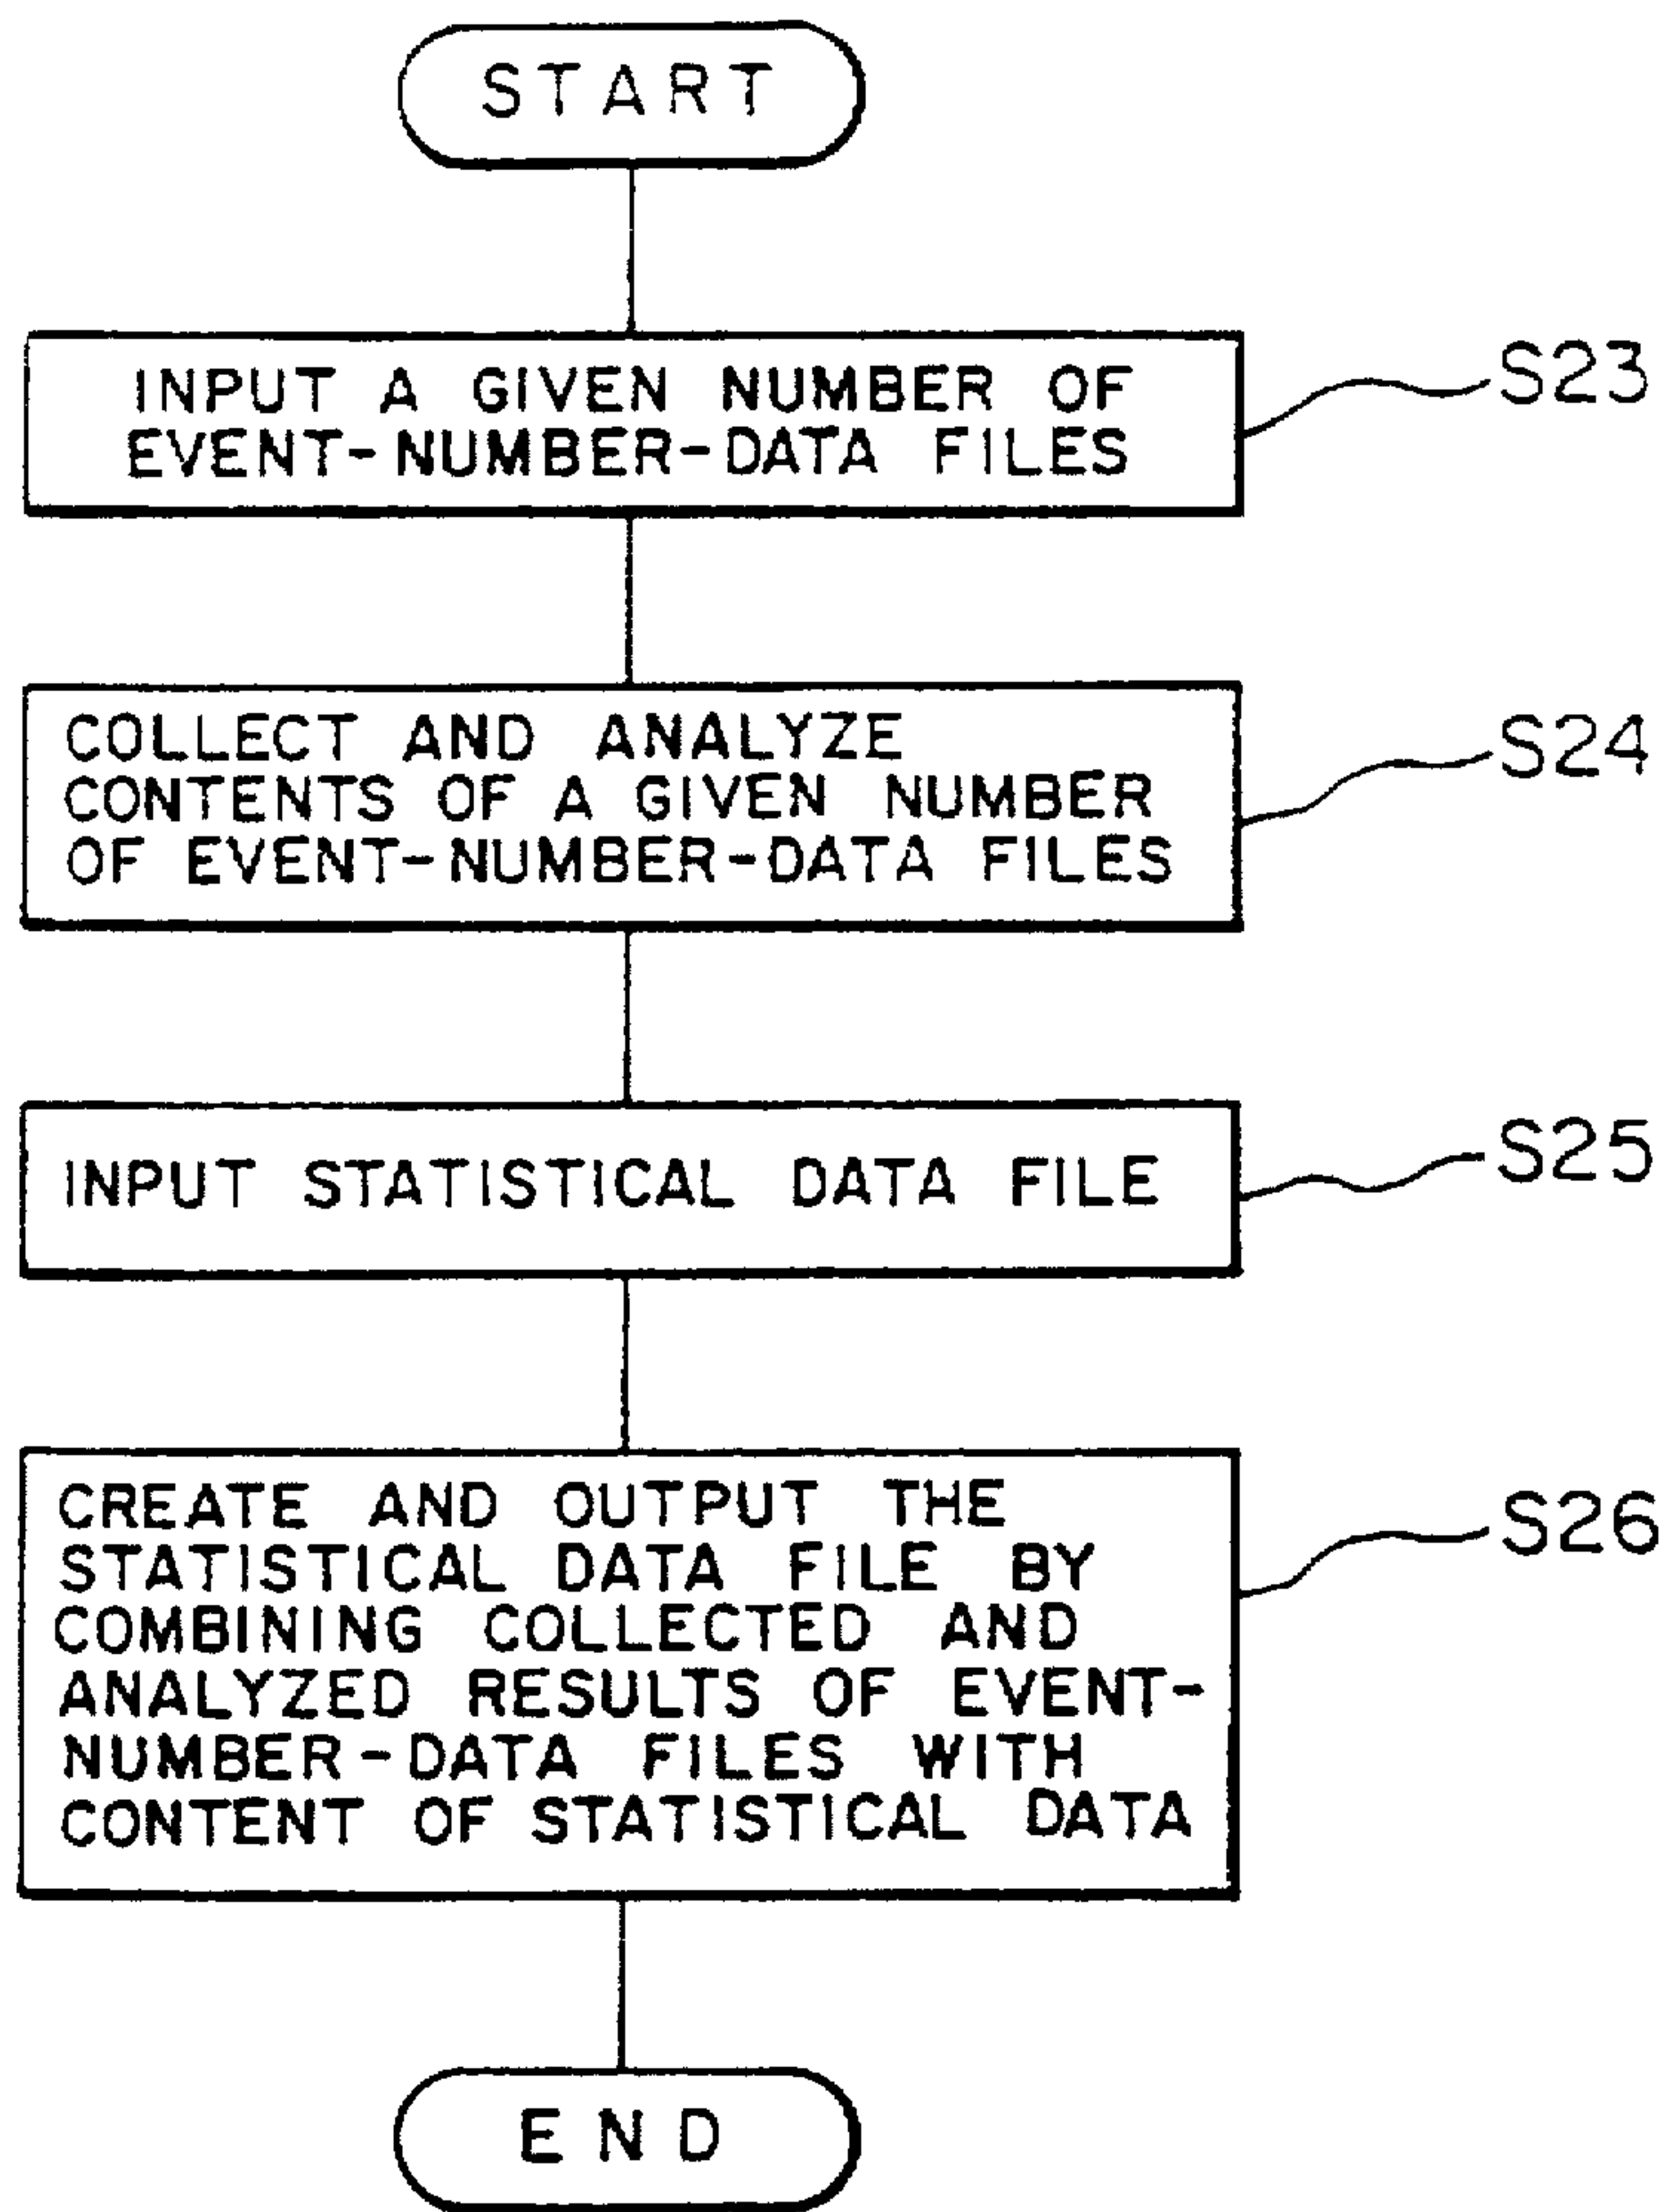 START
INPUT A GIVEN NUMBER OF
EVENT-NUMBER-DATA FILES
S23
COLLECT AND ANALYZE
CONTENTS OF A GIVEN NUMBER
OF EVENT-NUMBER-DATA FILES
S24
INPUT STATISTICAL DATA FILE
S25
CREATE AND OUTPUT THE
STATISTICAL DATA FILE BY
COMBINING COLLECTED AND
ANALYZED RESULTS OF EVENT-
NUMBER-DATA FILES WITH
CONTENT OF STATISTICAL DATA
S26
END